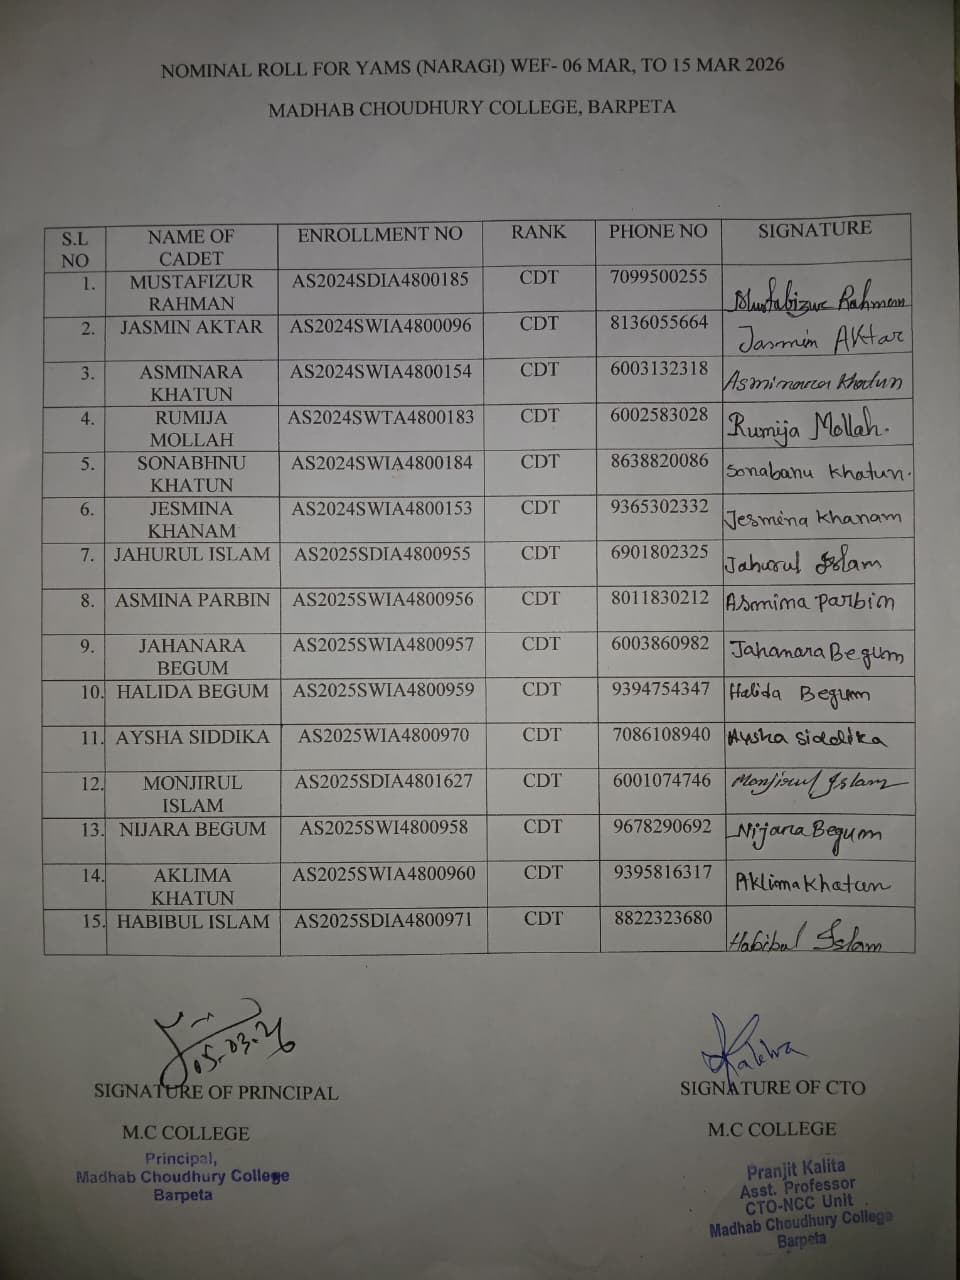 NOMINAL ROLL FOR YAMS (NARAGI) WEF- 06 MAR, TO 15 MAR 2026
MADHAB CHOUDHURY COLLEGE, BARPETA
S.L NO NAME OF CADET ENROLLMENT NO RANK PHONE NO SIGNATURE
1. MUSTAFIZUR RAHMAN AS2024SDIA4800185 CDT 7099500255 Mustabizur Rahman
2. JASMIN AKTAR AS2024SWIA4800096 CDT 8136055664 Jasmin Aktar
3. ASMINARA KHATUN AS2024SWIA4800154 CDT 6003132318 Asminara Khatun
4. RUMIJA MOLLAH AS2024SWTA4800183 CDT 6002583028 Rumija Mollah.
5. SONABHNU KHATUN AS2024SWIA4800184 CDT 8638820086 Sonabanu Khatun.
6. JESMINA KHANAM AS2024SWIA4800153 CDT 9365302332 Jesmina Khanam
7. JAHURUL ISLAM AS2025SDIA4800955 CDT 6901802325 Jahurul Islam
8. ASMINA PARBIN AS2025SWIA4800956 CDT 8011830212 Asmina Parbin
9. JAHANARA BEGUM AS2025SWIA4800957 CDT 6003860982 Jahanara Begum
10. HALIDA BEGUM AS2025SWIA4800959 CDT 9394754347 Halida Begum
11. AYSHA SIDDIKA AS2025WIA4800970 CDT 7086108940 Aysha Siddika
12. MONJIRUL ISLAM AS2025SDIA4801627 CDT 6001074746 Monjirul Islam
13. NIJARA BEGUM AS2025SWI4800958 CDT 9678290692 Nijara Begum
14. AKLIMA KHATUN AS2025SWIA4800960 CDT 9395816317 Aklima Khatun
15. HABIBUL ISLAM AS2025SDIA4800971 CDT 8822323680 Habibul Islam
05.03.26
SIGNATURE OF PRINCIPAL
M.C COLLEGE
Principal,
Madhab Choudhury College
Barpeta
Kalita
SIGNATURE OF CTO
M.C COLLEGE
Pranjit Kalita
Asst. Professor
CTO-NCC Unit
Madhab Choudhury College
Barpeta